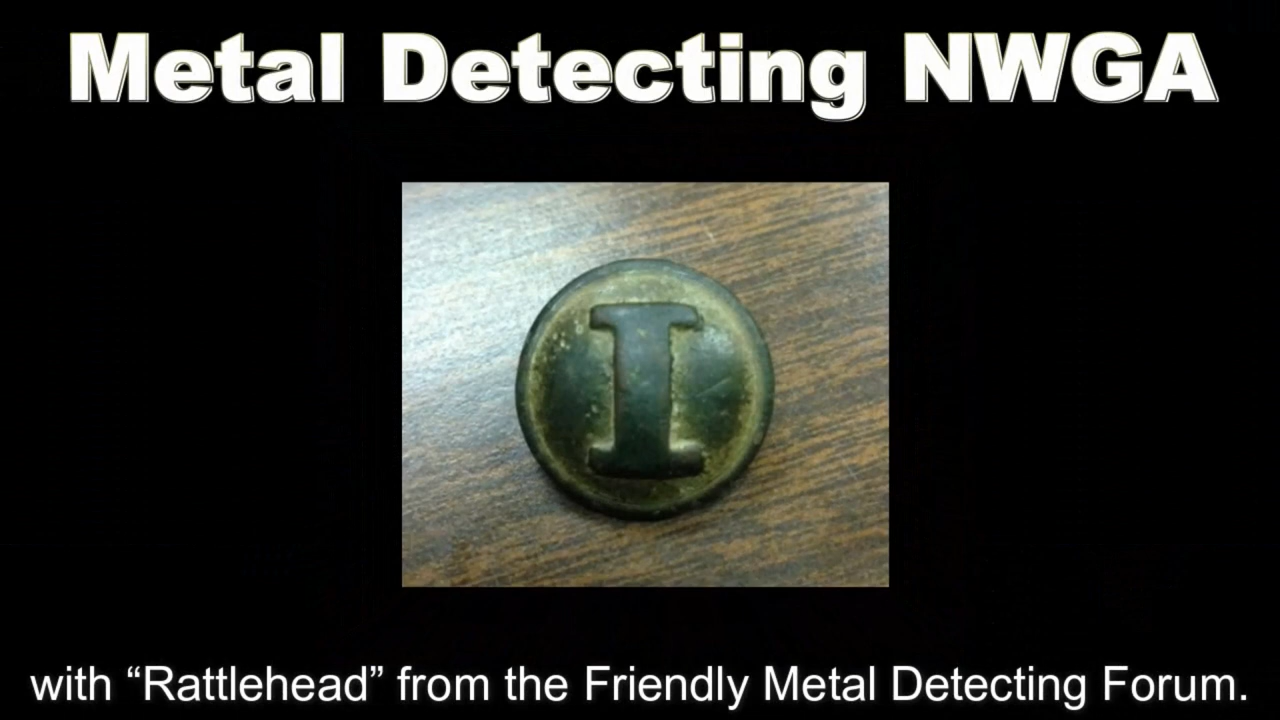 Metal Detecting NWGA
I
with “Rattlehead” from the Friendly Metal Detecting Forum.